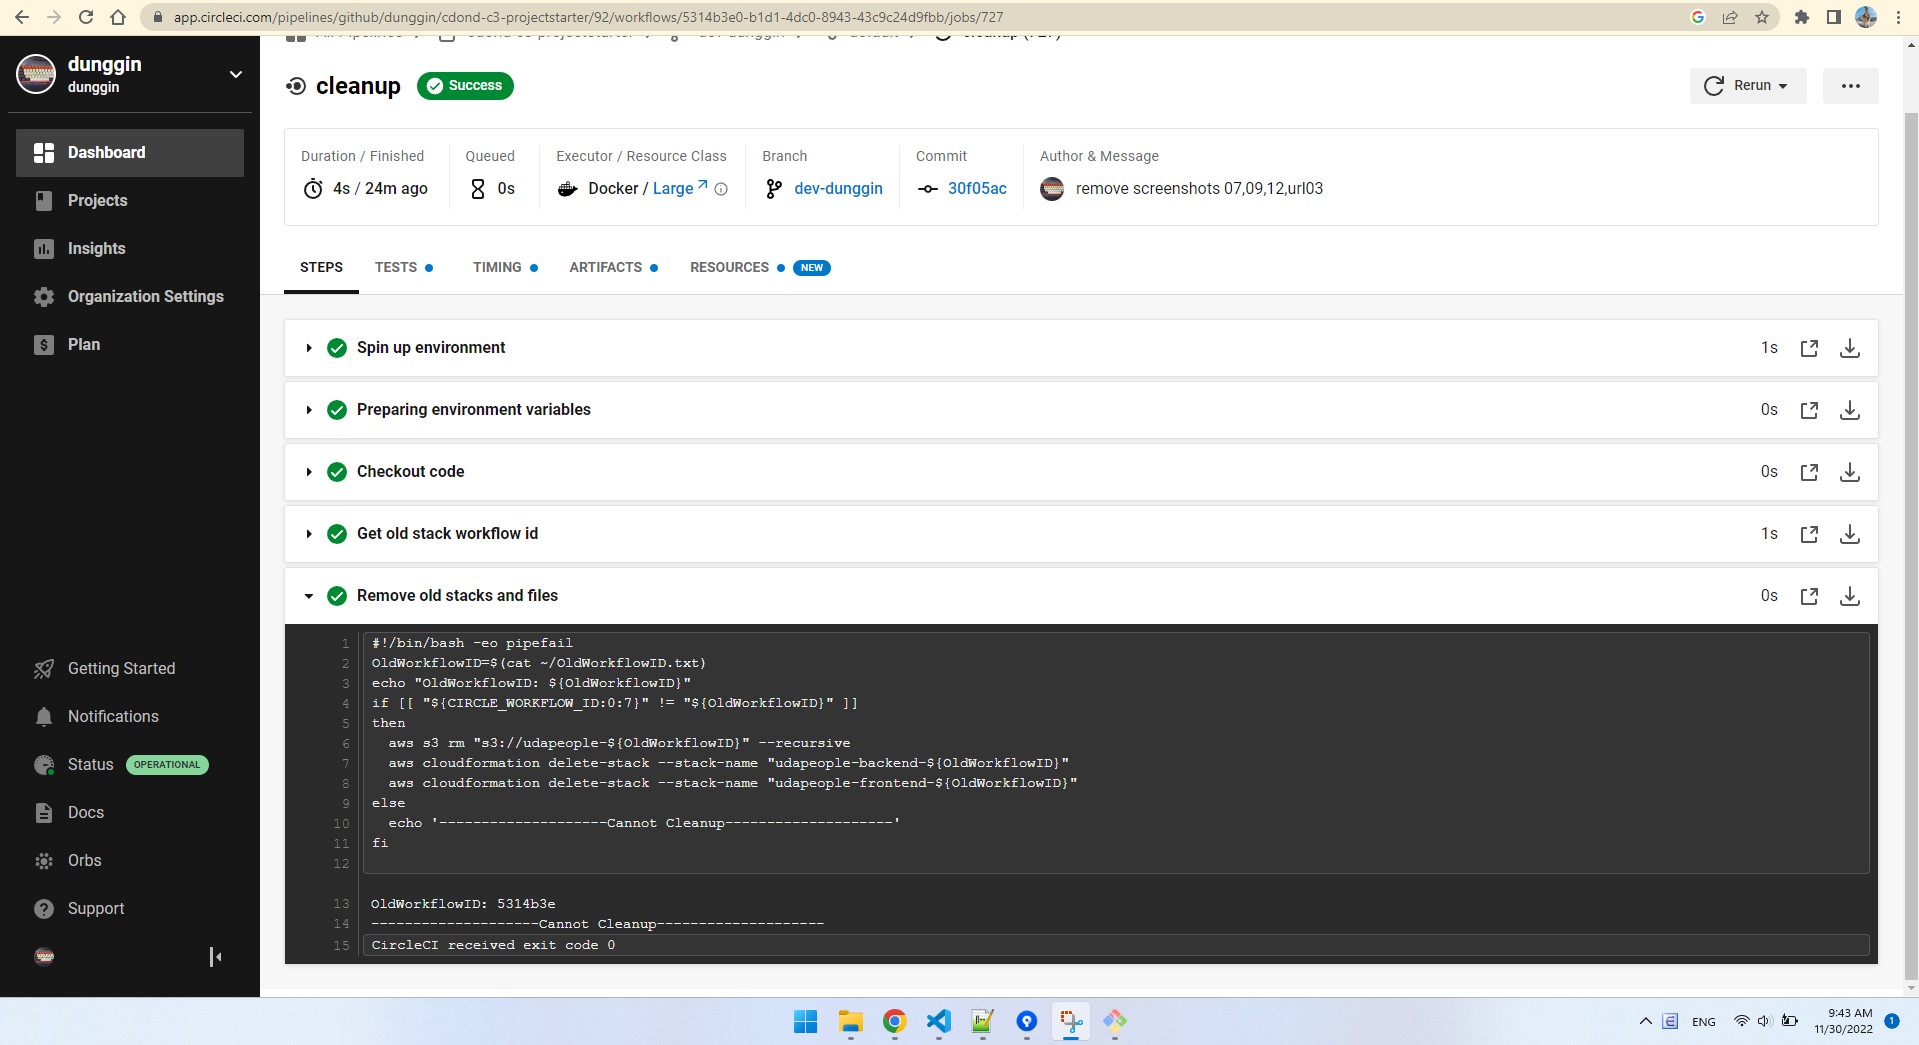 app.circleci.com/pipelines/github/dunggin/cdond-c3-projectstarter/92/workflows/5314b3e0-b1d1-4dc0-8943-43c9c24d9fbb/jobs/727
dunggin
dunggin
Dashboard
Projects
Insights
Organization Settings
Plan
Getting Started
Notifications
Status OPERATIONAL
Docs
Orbs
Support
cleanup Success
Rerun
Duration / Finished
4s / 24m ago
Queued
0s
Executor / Resource Class
Docker / Large
Branch
dev-dunggin
Commit
30f05ac
Author & Message
remove screenshots 07,09,12,url03
STEPS TESTS TIMING ARTIFACTS RESOURCES NEW
Spin up environment 1s
Preparing environment variables 0s
Checkout code 0s
Get old stack workflow id 1s
Remove old stacks and files 0s
1 #!/bin/bash -eo pipefail
2 OldWorkflowID=$(cat ~/OldWorkflowID.txt)
3 echo "OldWorkflowID: ${OldWorkflowID}"
4 if [[ "${CIRCLE_WORKFLOW_ID:0:7}" != "${OldWorkflowID}" ]]
5 then
6 aws s3 rm "s3://udapeople-${OldWorkflowID}" --recursive
7 aws cloudformation delete-stack --stack-name "udapeople-backend-${OldWorkflowID}"
8 aws cloudformation delete-stack --stack-name "udapeople-frontend-${OldWorkflowID}"
9 else
10 echo '--------------------Cannot Cleanup--------------------'
11 fi
12
13 OldWorkflowID: 5314b3e
14 --------------------Cannot Cleanup--------------------
15 CircleCI received exit code 0
ENG
9:43 AM
11/30/2022
1